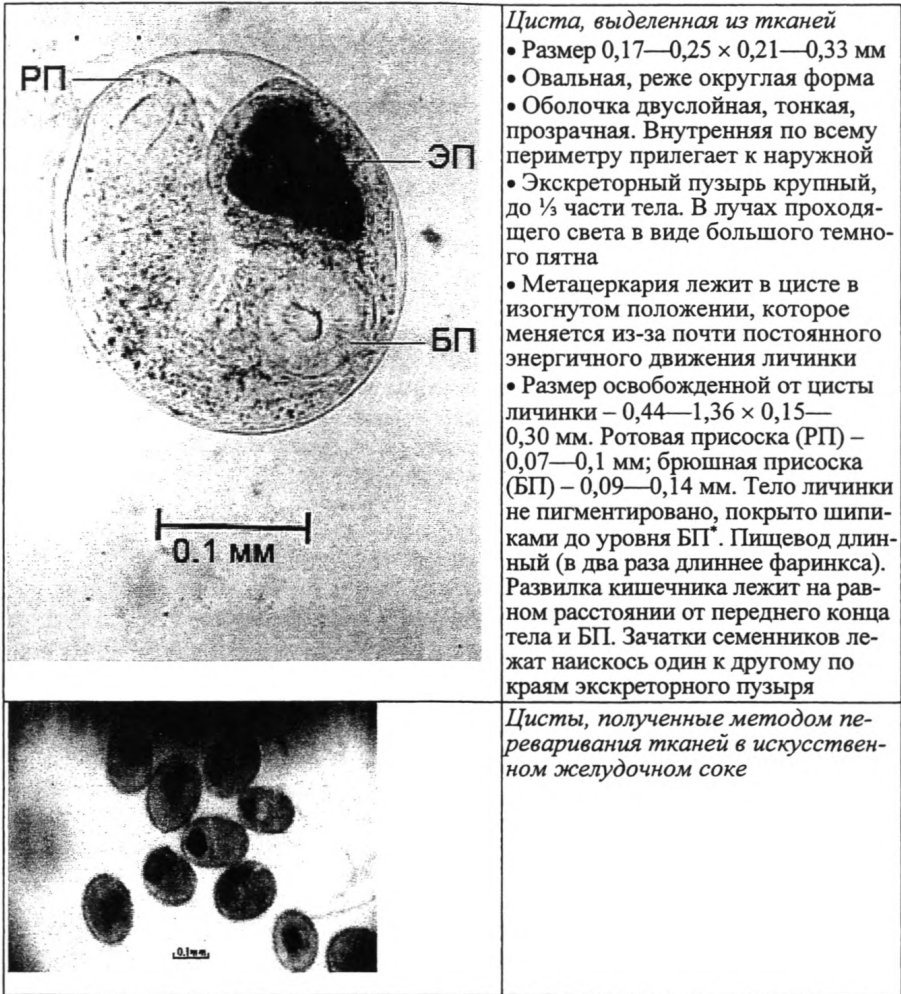 РП
ЭП
БП
0.1 мм
Циста, выделенная из тканей
• Размер 0,17—0,25 × 0,21—0,33 мм
• Овальная, реже округлая форма
• Оболочка двуслойная, тонкая,
прозрачная. Внутренняя по всему
периметру прилегает к наружной
• Экскреторный пузырь крупный,
до ⅓ части тела. В лучах проходя-
щего света в виде большого темно-
го пятна
• Метацеркария лежит в цисте в
изогнутом положении, которое
меняется из-за почти постоянного
энергичного движения личинки
• Размер освобожденной от цисты
личинки – 0,44—1,36 × 0,15—
0,30 мм. Ротовая присоска (РП) –
0,07—0,1 мм; брюшная присоска
(БП) – 0,09—0,14 мм. Тело личинки
не пигментировано, покрыто шипи-
ками до уровня БП*. Пищевод длин-
ный (в два раза длиннее фаринкса).
Развилка кишечника лежит на рав-
ном расстоянии от переднего конца
тела и БП. Зачатки семенников ле-
жат наискось один к другому по
краям экскреторного пузыря
0.1мм
Цисты, полученные методом пе-
реваривания тканей в искусствен-
ном желудочном соке